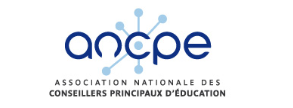 ancpe
ASSOCIATION NATIONALE DES
CONSEILLERS PRINCIPAUX D'ÉDUCATION